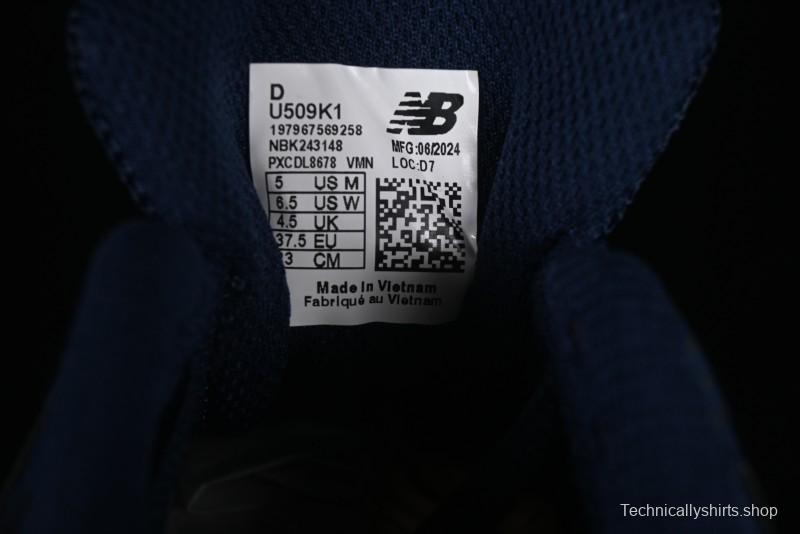 D
U509K1
197967569258
NBK243148
PXCDL8678 VMN
NB
MFG:06/2024
LOC:D7
5 US M
6.5 US W
4.5 UK
37.5 EU
CM
Made in Vietnam
Fabriqué au Vietnam
Technicallyshirts.shop